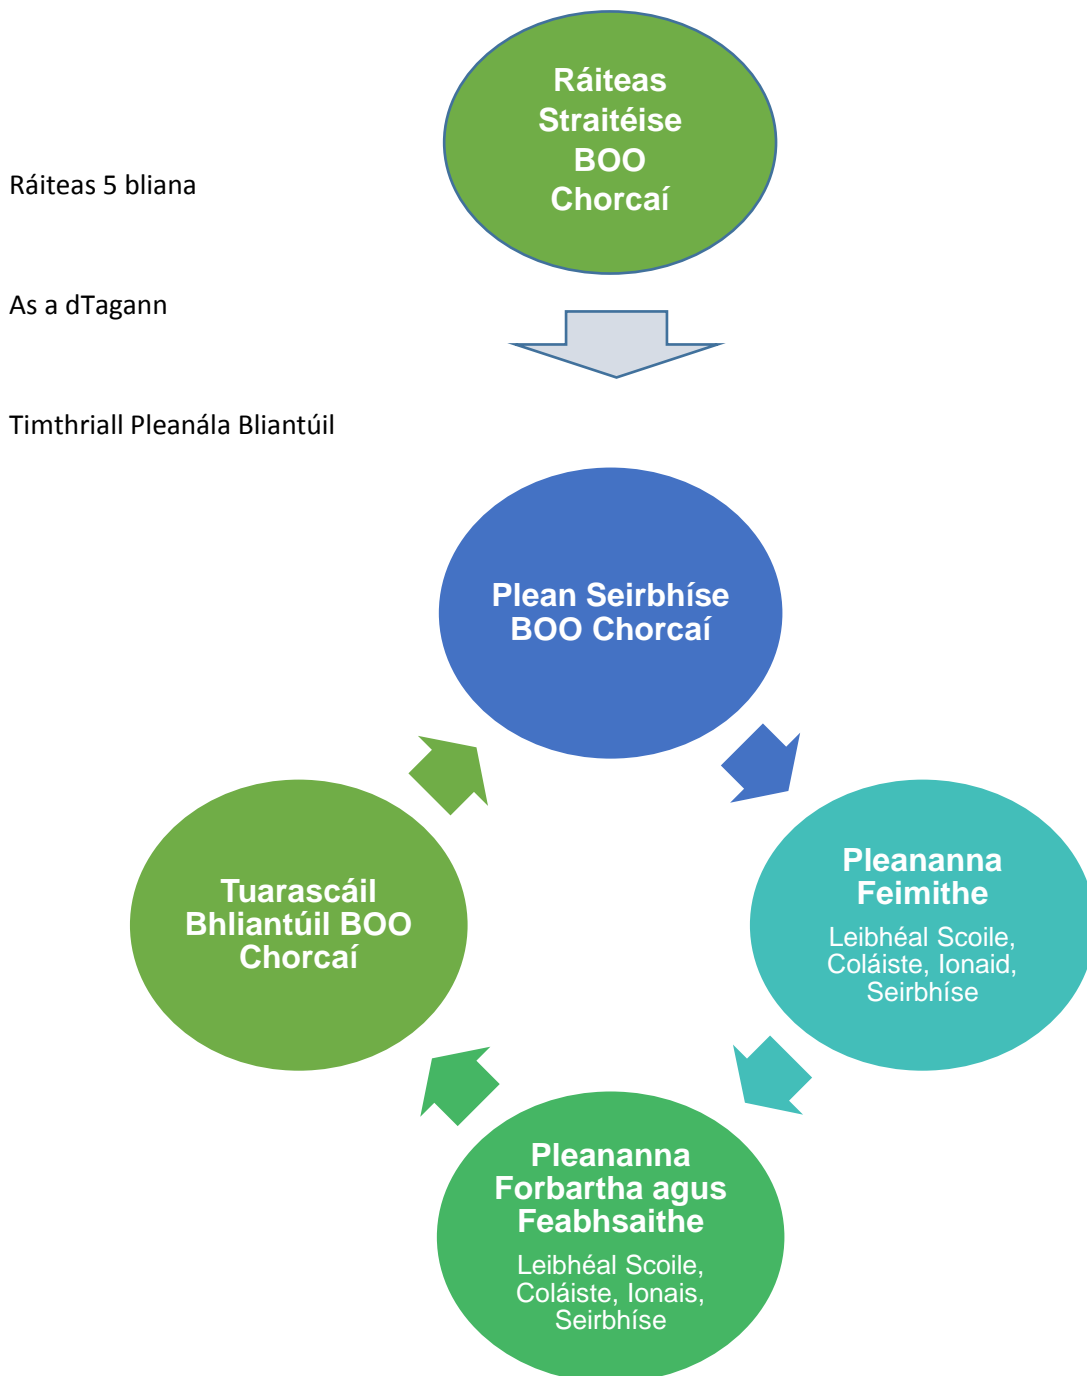 Ráiteas
Straitéise
BOO
Chorcaí
Ráiteas 5 bliana
As a dTagann
Timthriall Pleanála Bliantúil
Plean Seirbhíse
BOO Chorcaí
Pleananna
Feimithe
Leibhéal Scoile,
Coláiste, Ionaid,
Seirbhíse
Pleananna
Forbartha agus
Feabhsaithe
Leibhéal Scoile,
Coláiste, Ionais,
Seirbhíse
Tuarascáil
Bhliantúil BOO
Chorcaí